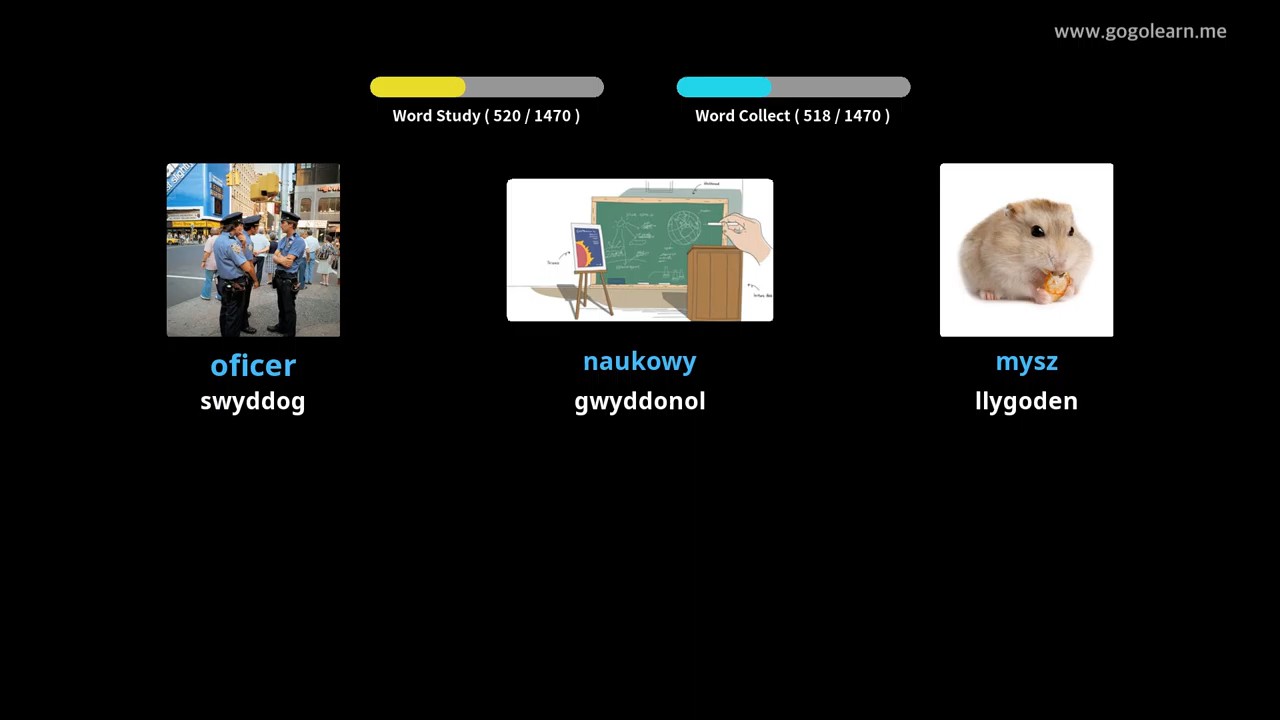 www.gogolearn.me
Word Study ( 520 / 1470 )
Word Collect ( 518 / 1470 )
oficer
naukowy
mysz
swyddog
gwyddonol
llygoden